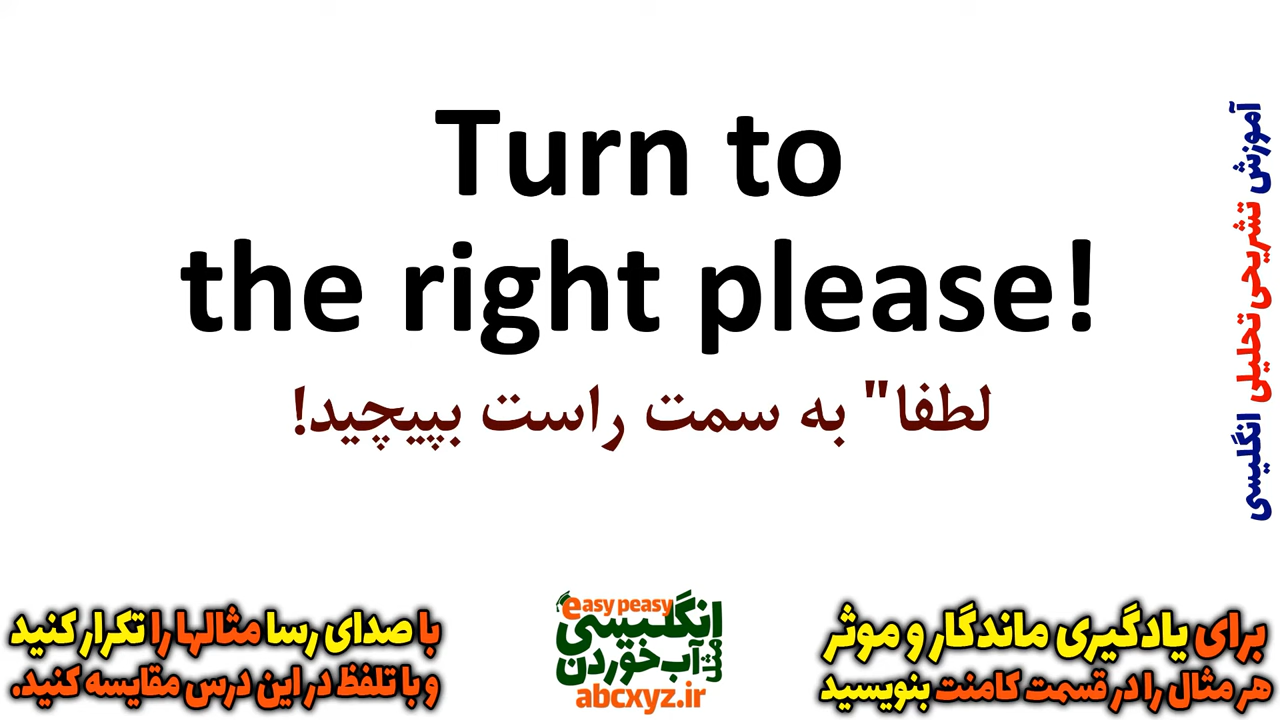 Turn to
the right please!
لطفا" به سمت راست بپیچید!
آموزش تشریحی تحلیلی انگلیسی
برای یادگیری ماندگار و موثر
هر مثال را در قسمت کامنت بنویسید
easy peasy
انگلیسی
مثل آب خوردن
abcxyz.ir
با صدای رسا مثالها را تکرار کنید
و با تلفظ در این درس مقایسه کنید.